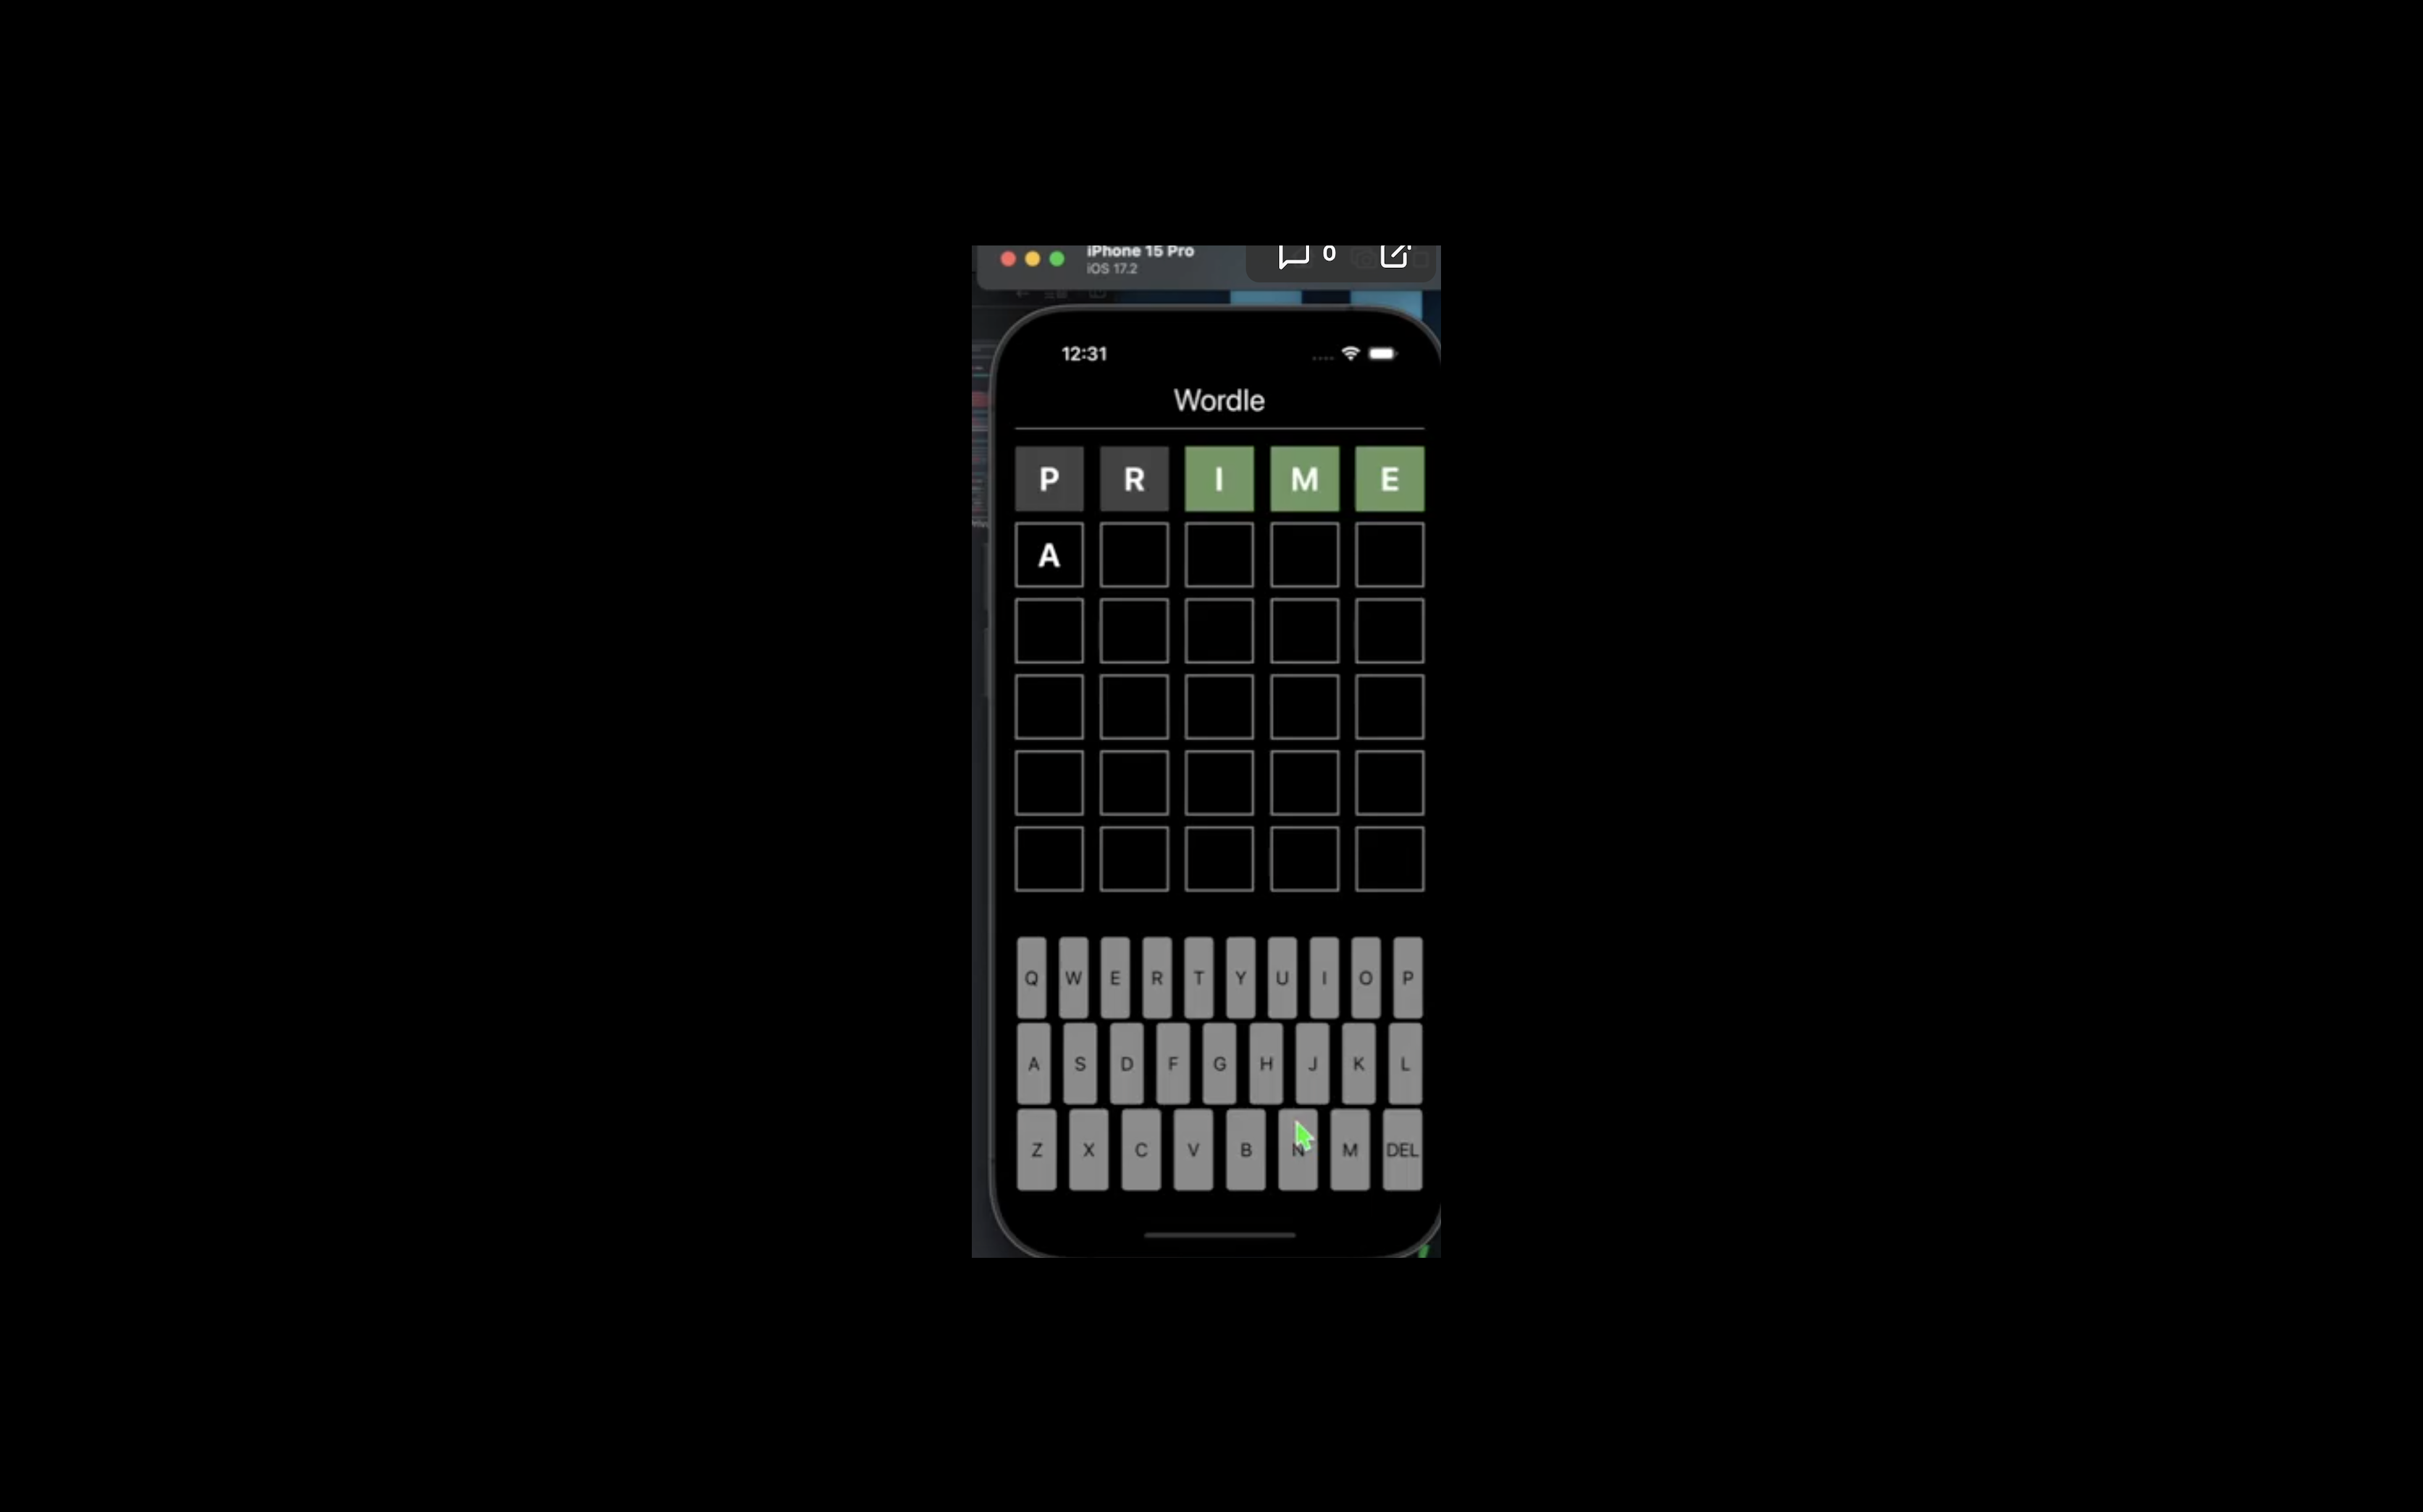 iPhone 15 Pro
0
iOS 17.2
12:31
Wordle
P R I M E
A
Q W E R T Y U I O P
A S D F G H J K L
Z X C V B N M DEL